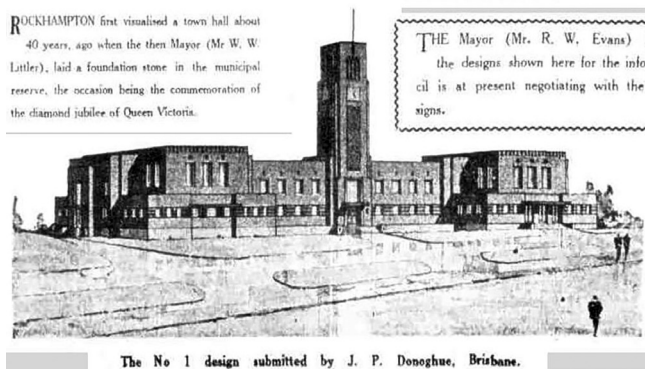 ROCKHAMPTON first visualised a town hall about
40 years, ago when the then Mayor (Mr W. W.
Littler), laid a foundation stone in the municipal
reserve, the occasion being the commemoration of
the diamond jubilee of Queen Victoria.
THE Mayor (Mr. R. W. Evans)
the designs shown here for the info
cil is at present negotiating with the
signs.
The No 1 design submitted by J. P. Donoghue, Brisbane.